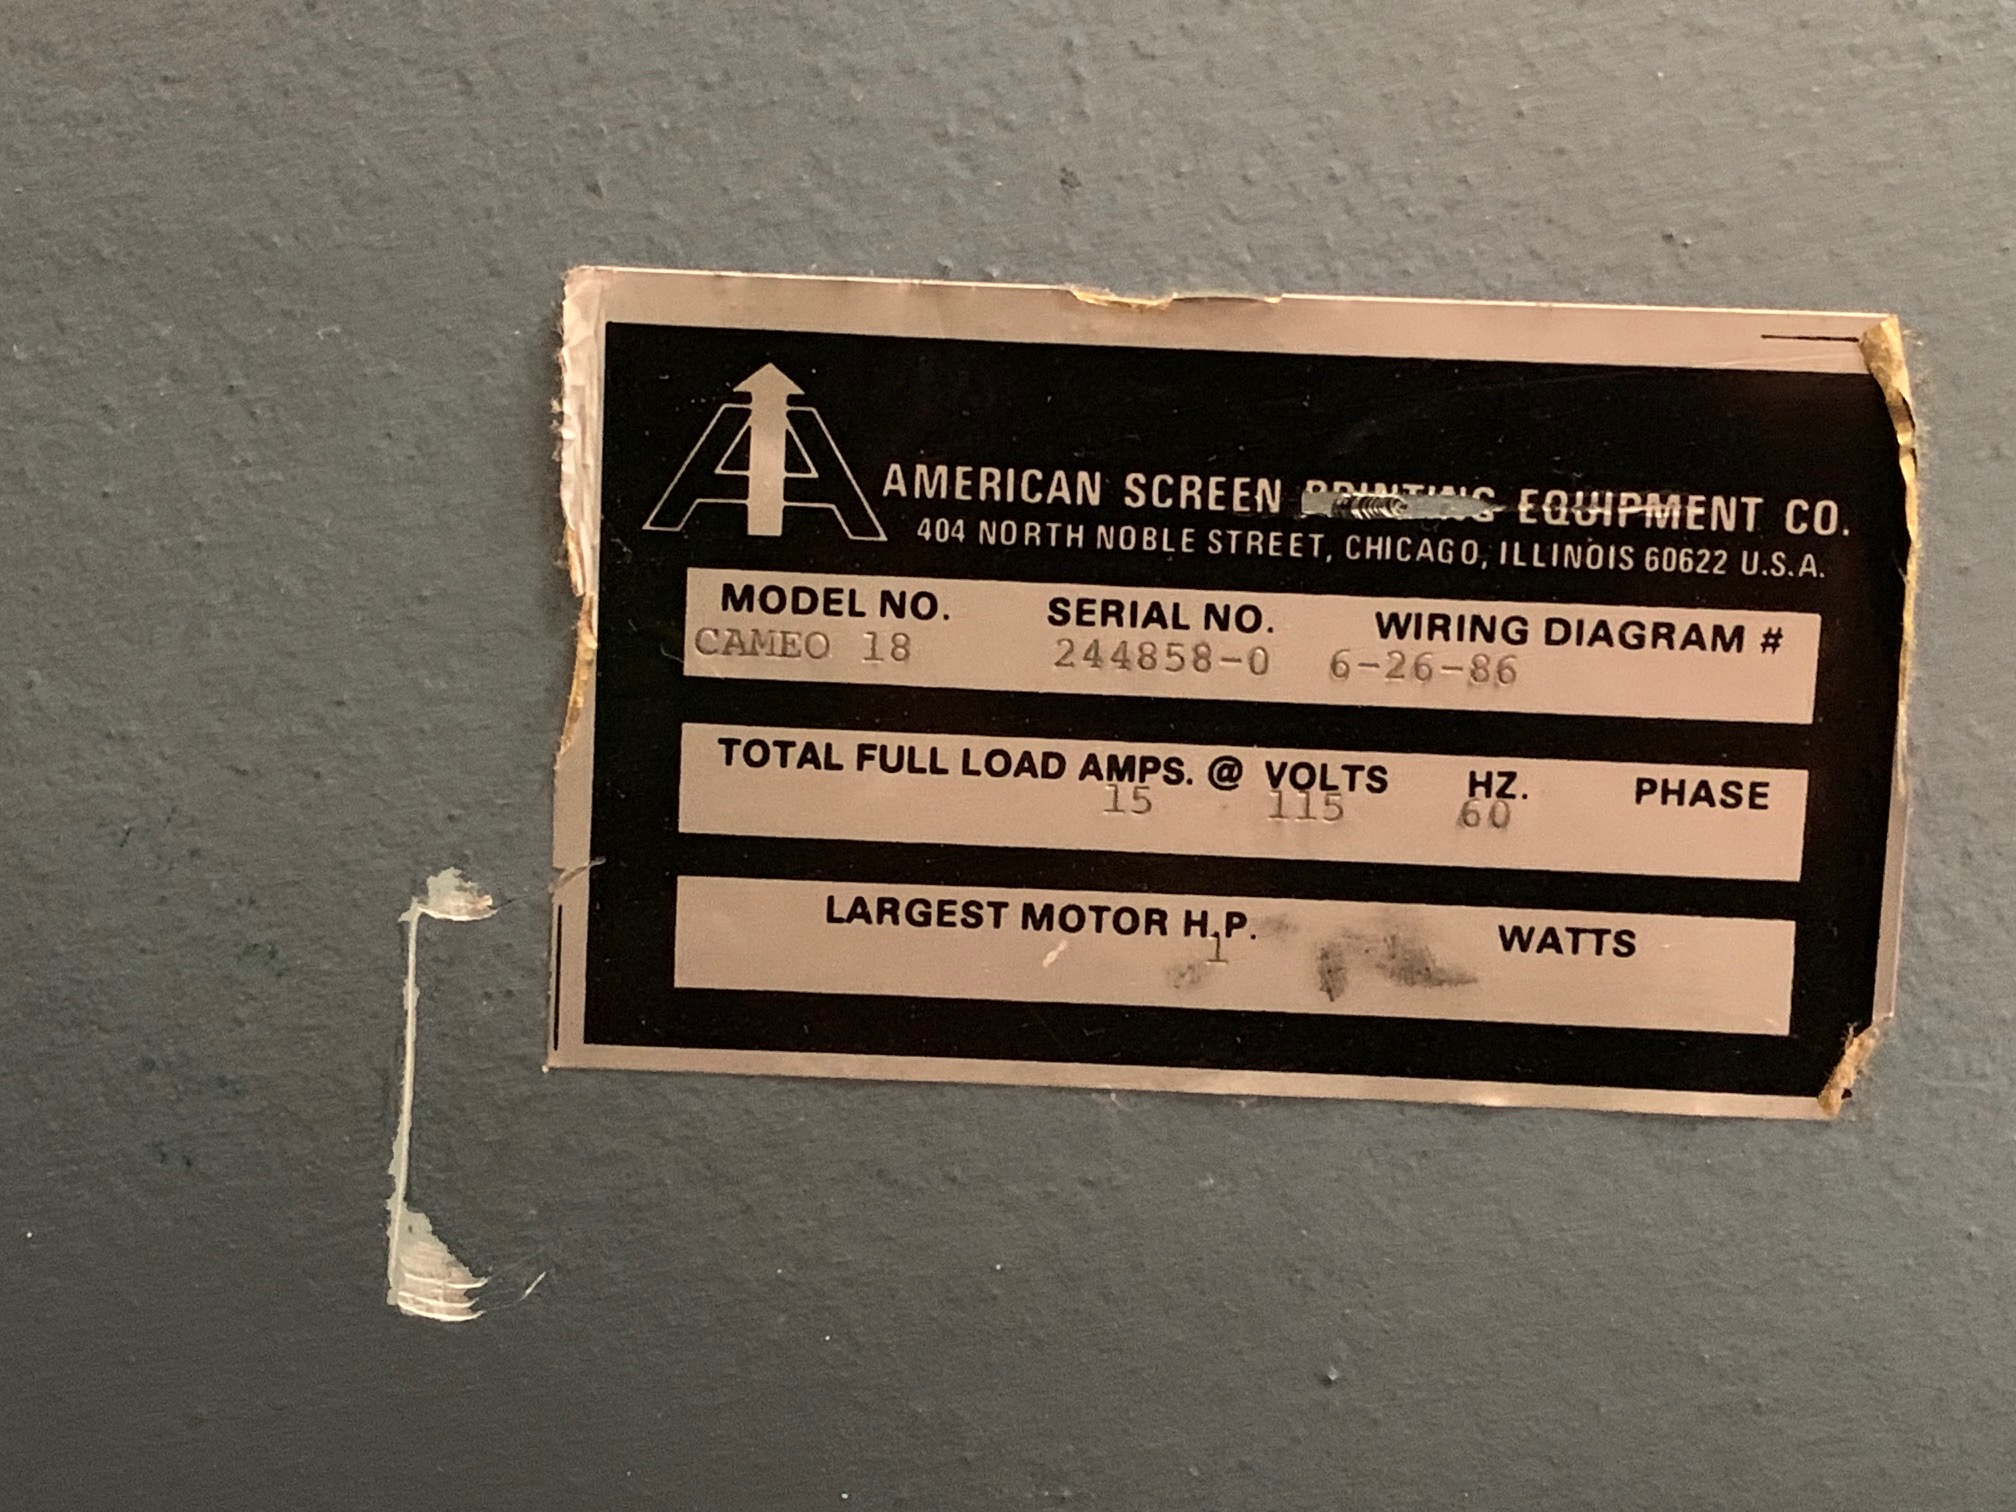 AMERICAN SCREEN PRINTING EQUIPMENT CO.
404 NORTH NOBLE STREET, CHICAGO, ILLINOIS 60622 U.S.A.
MODEL NO. SERIAL NO. WIRING DIAGRAM #
CAMEO 18 244858-0 6-26-86
TOTAL FULL LOAD AMPS. @ VOLTS HZ. PHASE
15 115 60
LARGEST MOTOR H.P. WATTS
1